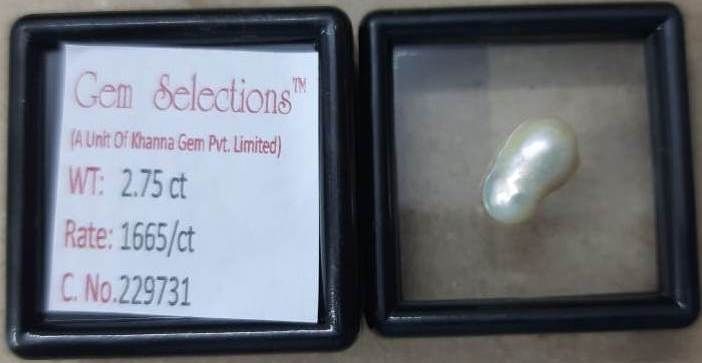 Gem Selections™
(A Unit Of Khanna Gem Pvt. Limited)
WT: 2.75 ct
Rate: 1665/ct
C. No.229731